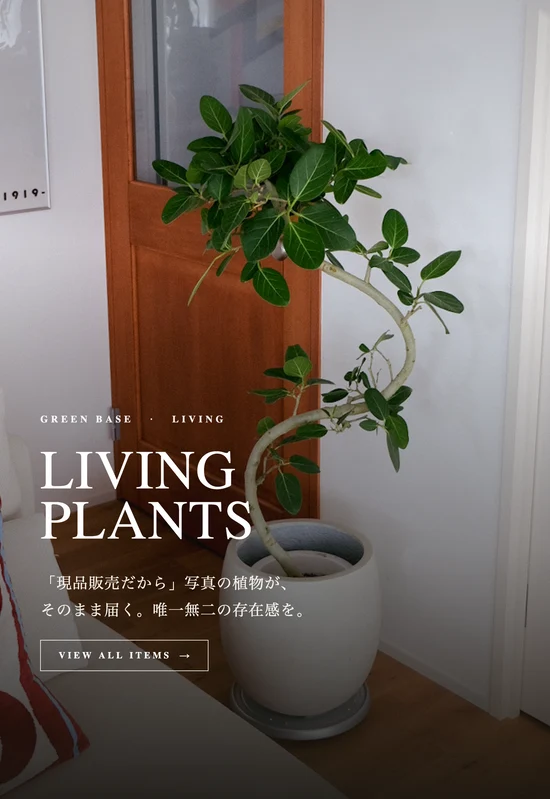 1919-
GREEN BASE · LIVING
LIVING
PLANTS
「現品販売だから」写真の植物が、
そのまま届く。唯一無二の存在感を。
VIEW ALL ITEMS →